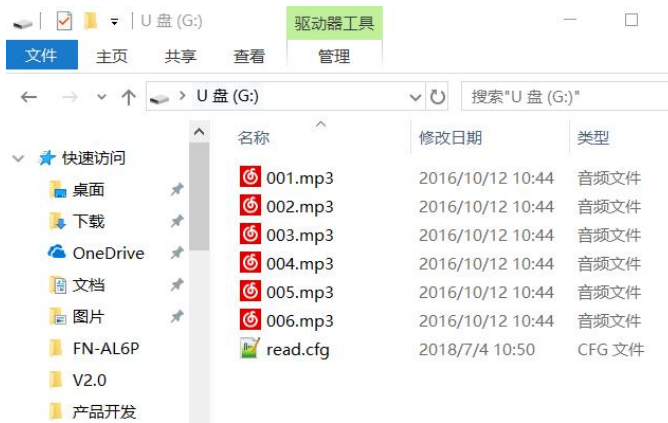 U 盘 (G:)
驱动器工具
文件 主页 共享 查看 管理
U 盘 (G:) 搜索"U 盘 (G:)"
名称 修改日期 类型
快速访问
桌面
下载
OneDrive
文档
图片
FN-AL6P
V2.0
产品开发
001.mp3 2016/10/12 10:44 音频文件
002.mp3 2016/10/12 10:44 音频文件
003.mp3 2016/10/12 10:44 音频文件
004.mp3 2016/10/12 10:44 音频文件
005.mp3 2016/10/12 10:44 音频文件
006.mp3 2016/10/12 10:44 音频文件
read.cfg 2018/7/4 10:50 CFG 文件